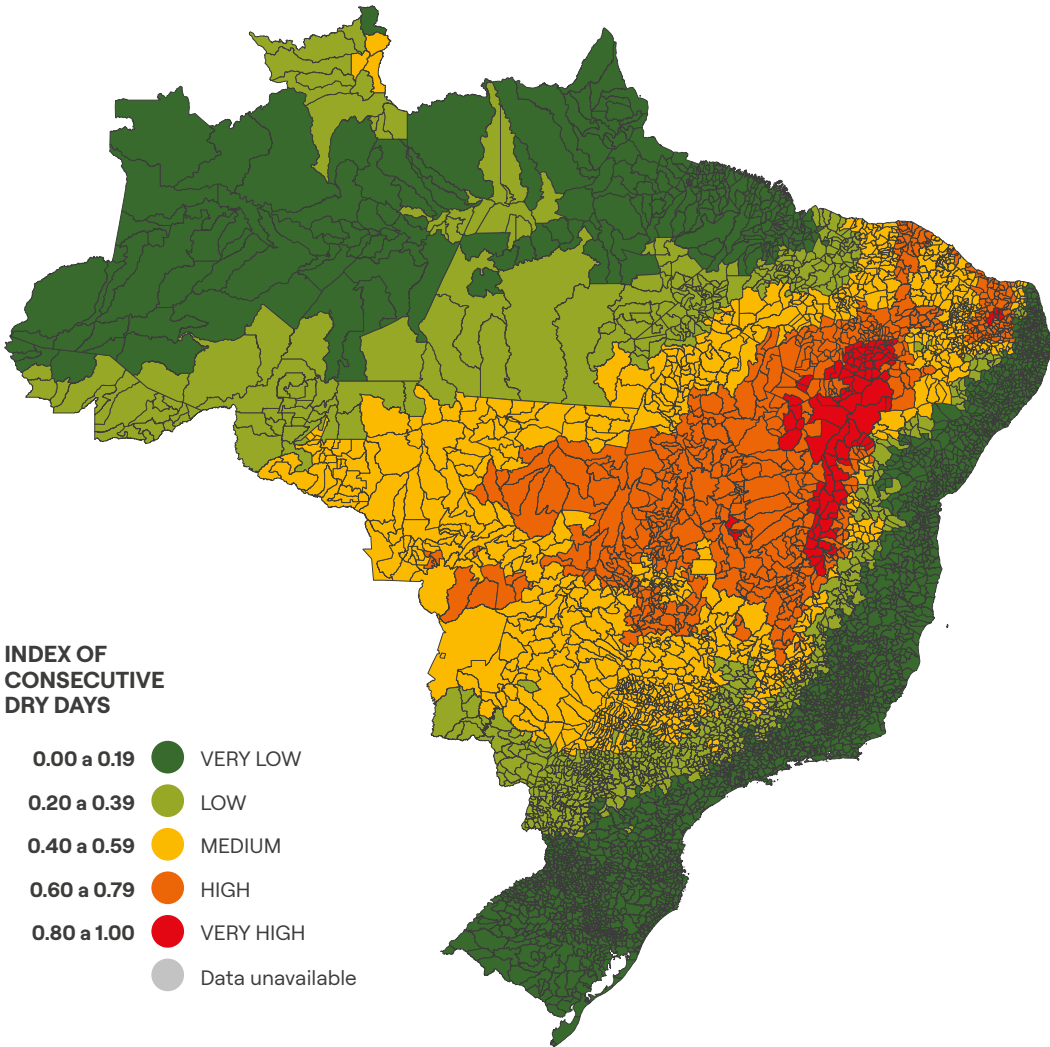 INDEX OF
CONSECUTIVE
DRY DAYS
0.00 a 0.19 VERY LOW
0.20 a 0.39 LOW
0.40 a 0.59 MEDIUM
0.60 a 0.79 HIGH
0.80 a 1.00 VERY HIGH
Data unavailable